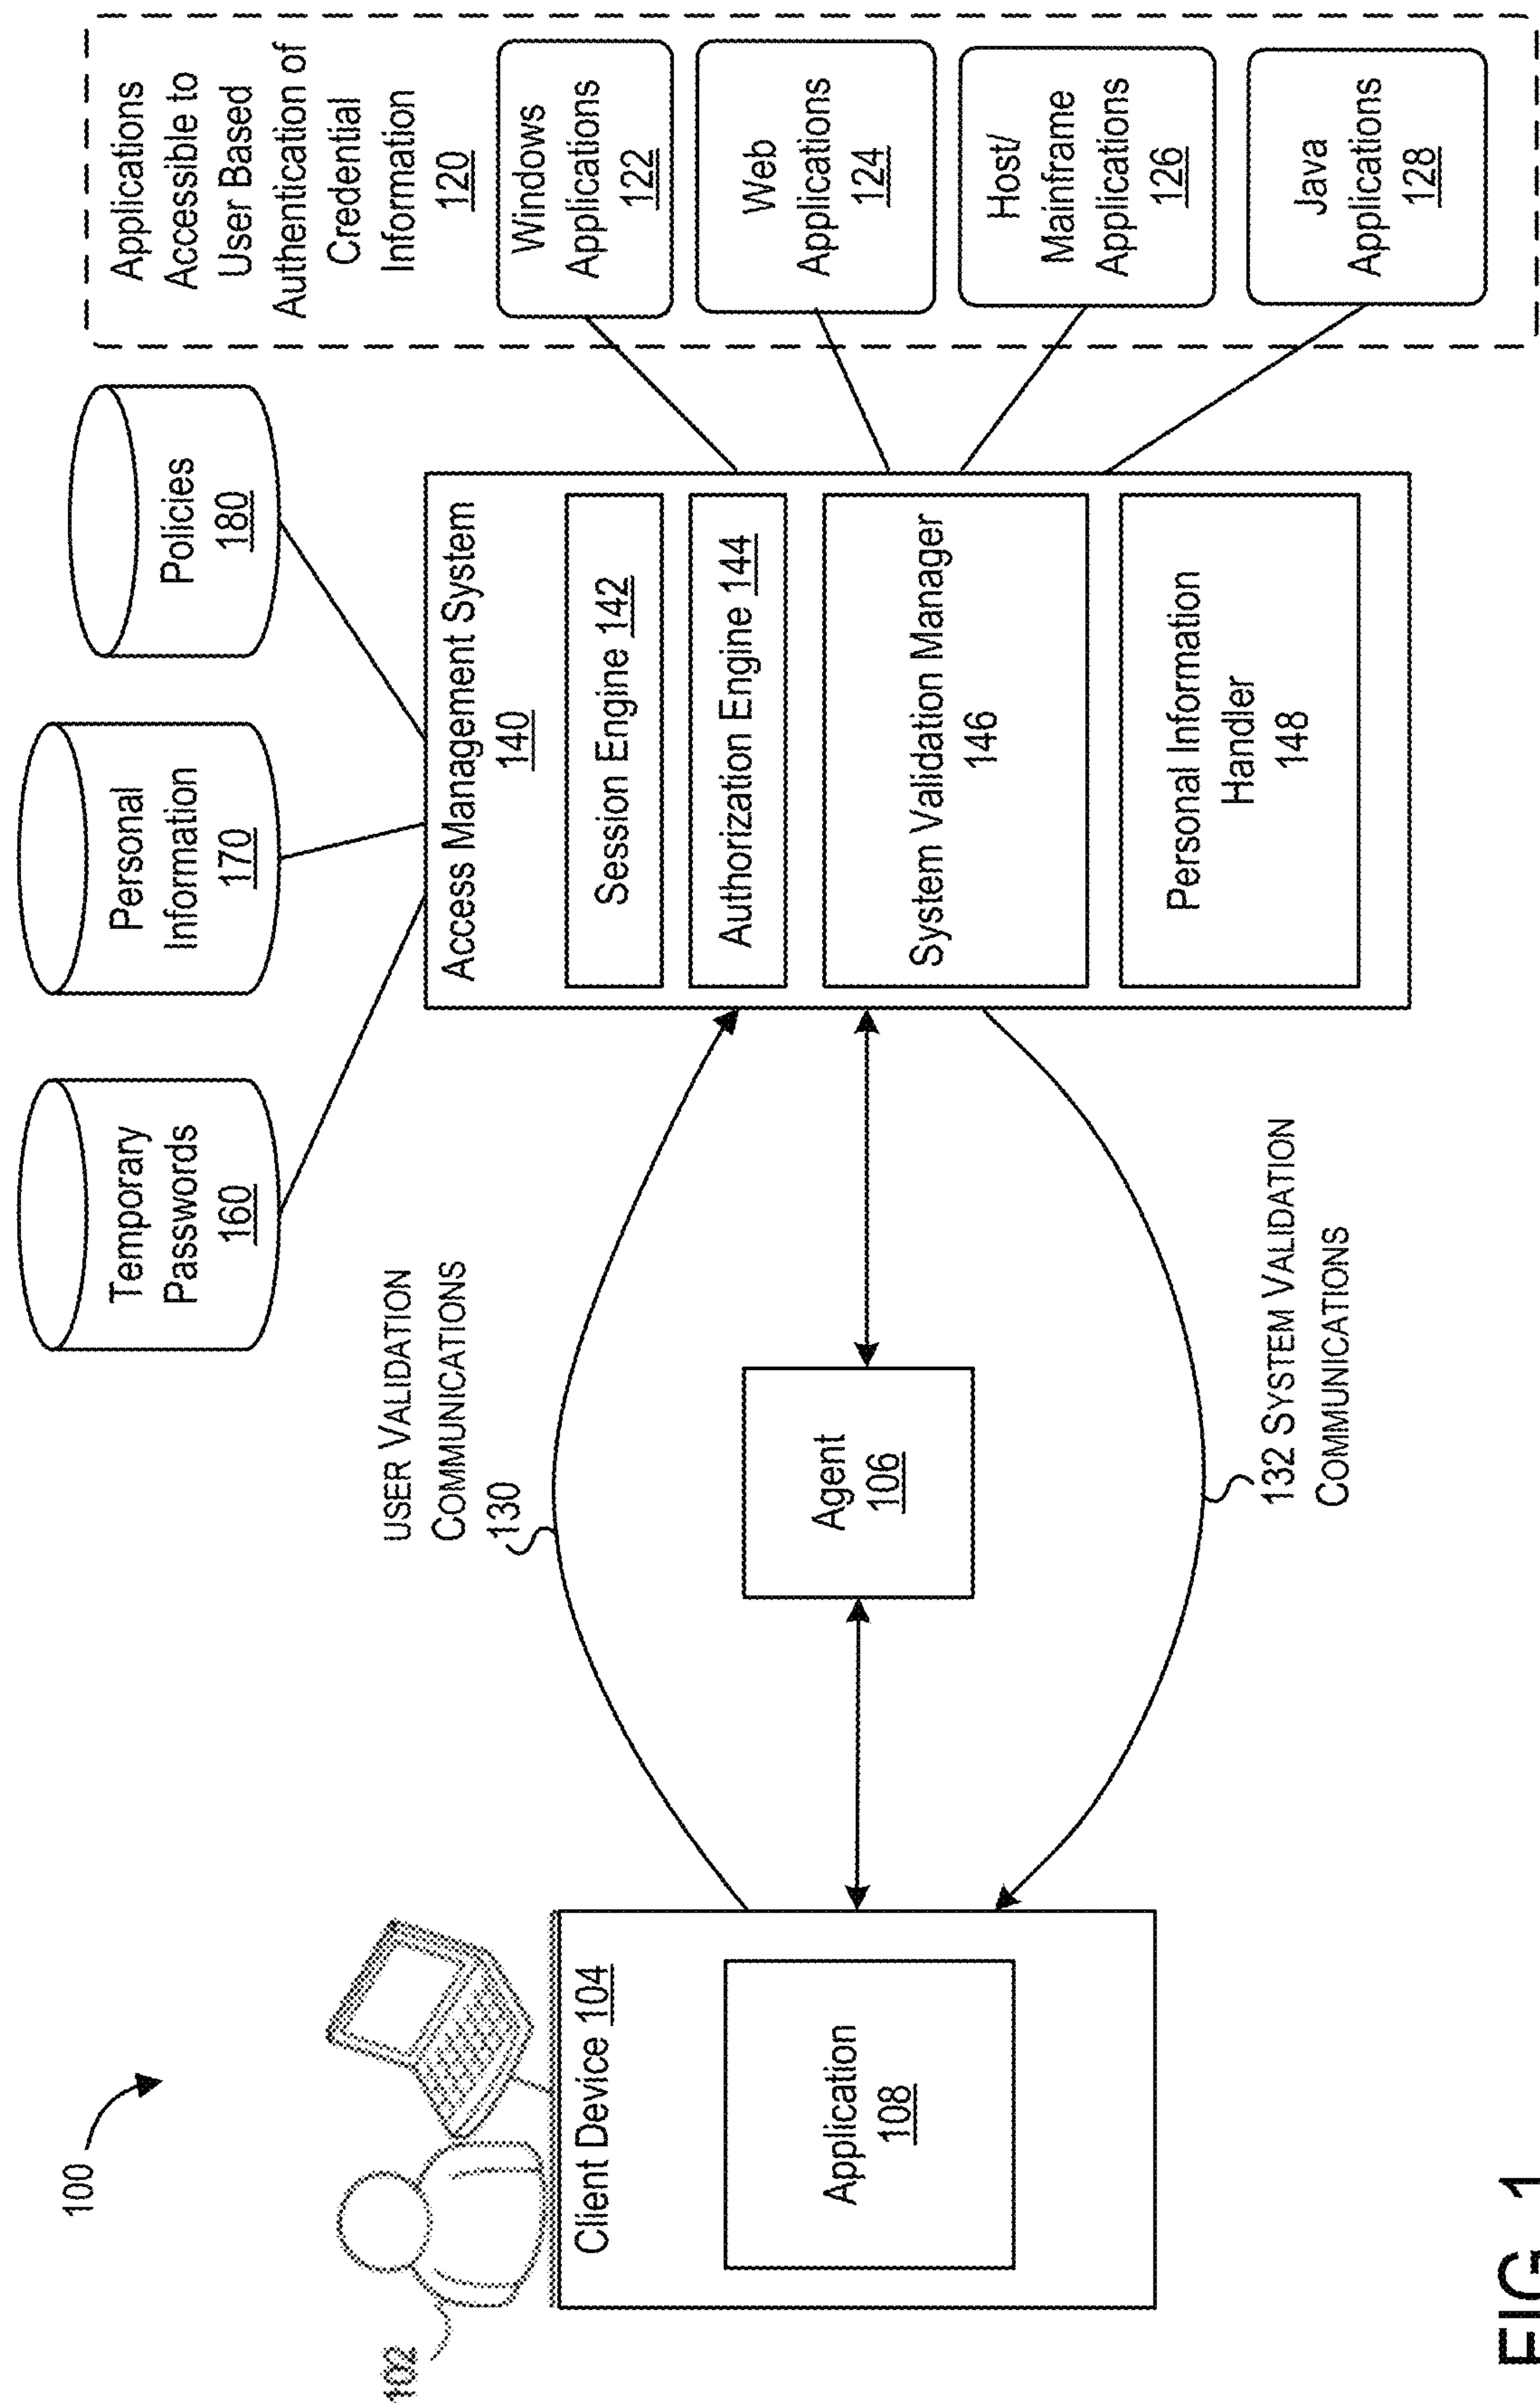 100
102
Client Device 104
Application
108
USER VALIDATION
COMMUNICATIONS
130
Agent
106
132 SYSTEM VALIDATION
COMMUNICATIONS
Temporary
Passwords
160
Personal
Information
170
Policies
180
Access Management System
140
Session Engine 142
Authorization Engine 144
System Validation Manager
146
Personal Information
Handler
148
Applications
Accessible to
User Based
Authentication of
Credential
Information
120
Windows
Applications
122
Web
Applications
124
Host/
Mainframe
Applications
126
Java
Applications
128
FIG. 1